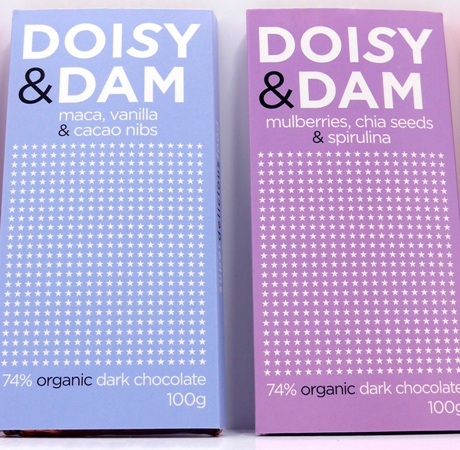 DOISY
&DAM
maca, vanilla
& cacao nibs
74% organic dark chocolate
100g
DOISY
&DAM
mulberries, chia seeds
& spirulina
74% organic dark chocolate
100g